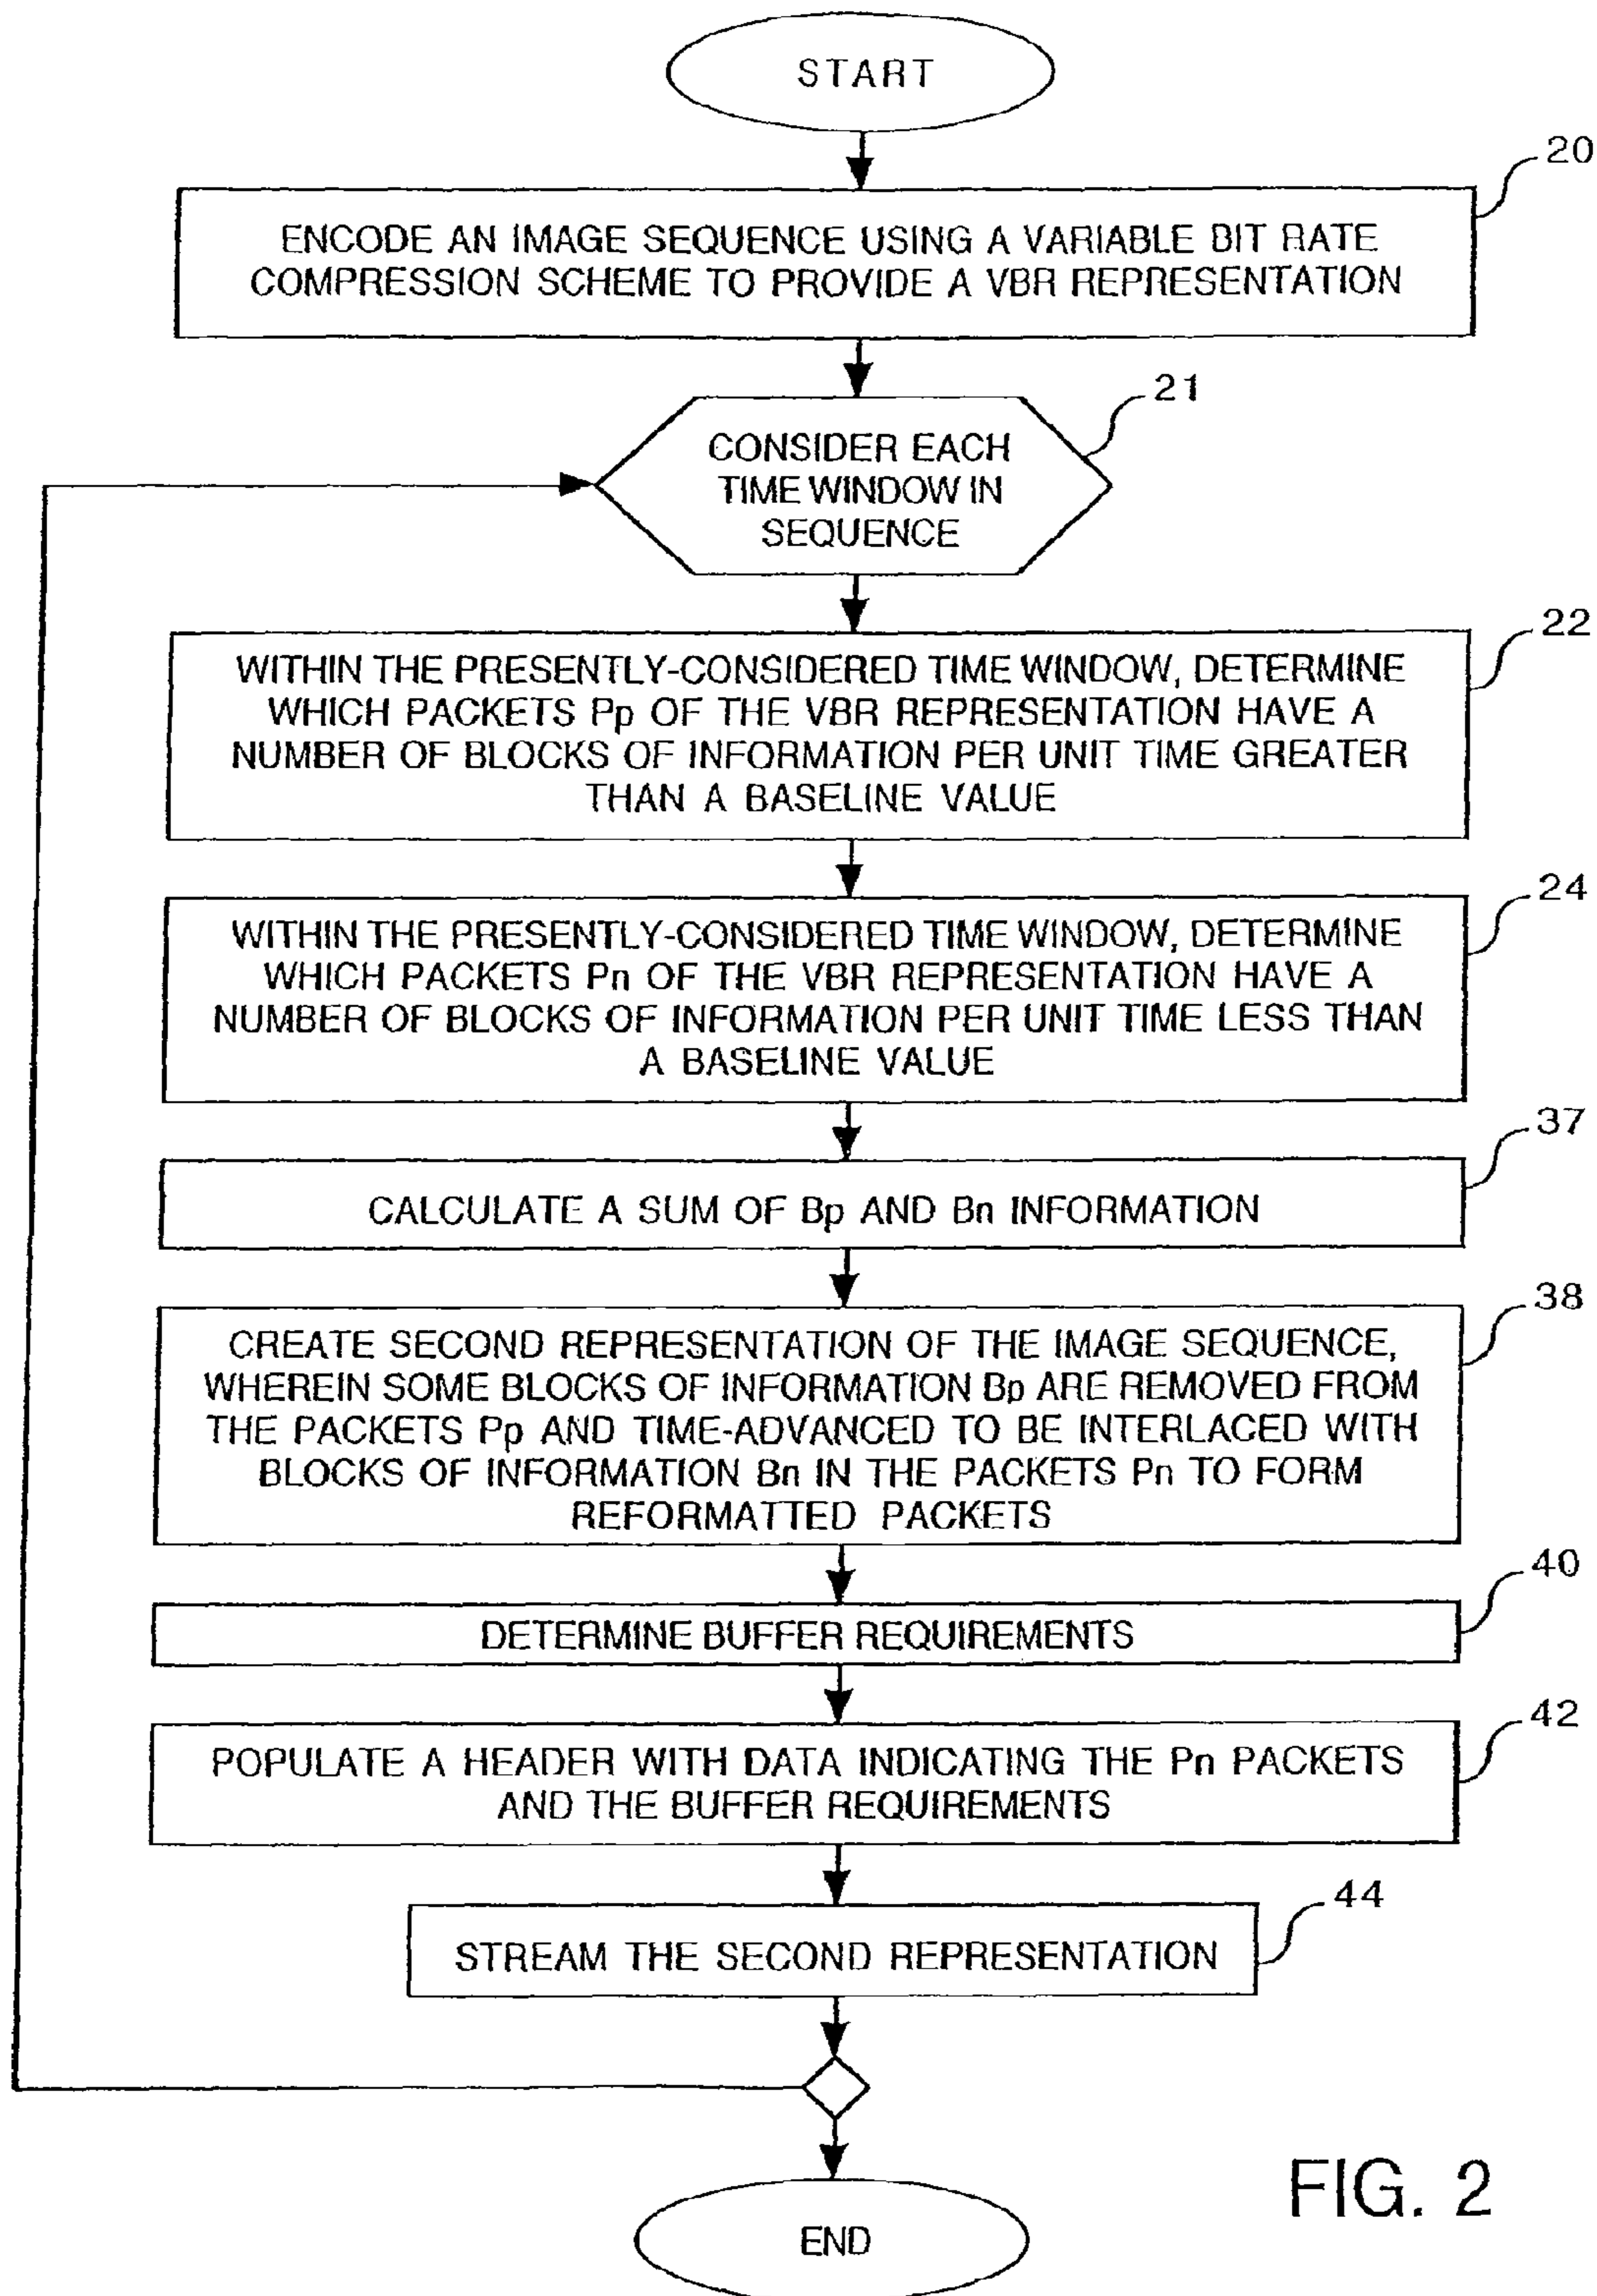 START
20
ENCODE AN IMAGE SEQUENCE USING A VARIABLE BIT RATE
COMPRESSION SCHEME TO PROVIDE A VBR REPRESENTATION
21
CONSIDER EACH
TIME WINDOW IN
SEQUENCE
22
WITHIN THE PRESENTLY-CONSIDERED TIME WINDOW, DETERMINE
WHICH PACKETS Pp OF THE VBR REPRESENTATION HAVE A
NUMBER OF BLOCKS OF INFORMATION PER UNIT TIME GREATER
THAN A BASELINE VALUE
24
WITHIN THE PRESENTLY-CONSIDERED TIME WINDOW, DETERMINE
WHICH PACKETS Pn OF THE VBR REPRESENTATION HAVE A
NUMBER OF BLOCKS OF INFORMATION PER UNIT TIME LESS THAN
A BASELINE VALUE
37
CALCULATE A SUM OF Bp AND Bn INFORMATION
38
CREATE SECOND REPRESENTATION OF THE IMAGE SEQUENCE,
WHEREIN SOME BLOCKS OF INFORMATION Bp ARE REMOVED FROM
THE PACKETS Pp AND TIME-ADVANCED TO BE INTERLACED WITH
BLOCKS OF INFORMATION Bn IN THE PACKETS Pn TO FORM
REFORMATTED PACKETS
40
DETERMINE BUFFER REQUIREMENTS
42
POPULATE A HEADER WITH DATA INDICATING THE Pn PACKETS
AND THE BUFFER REQUIREMENTS
44
STREAM THE SECOND REPRESENTATION
END
FIG. 2